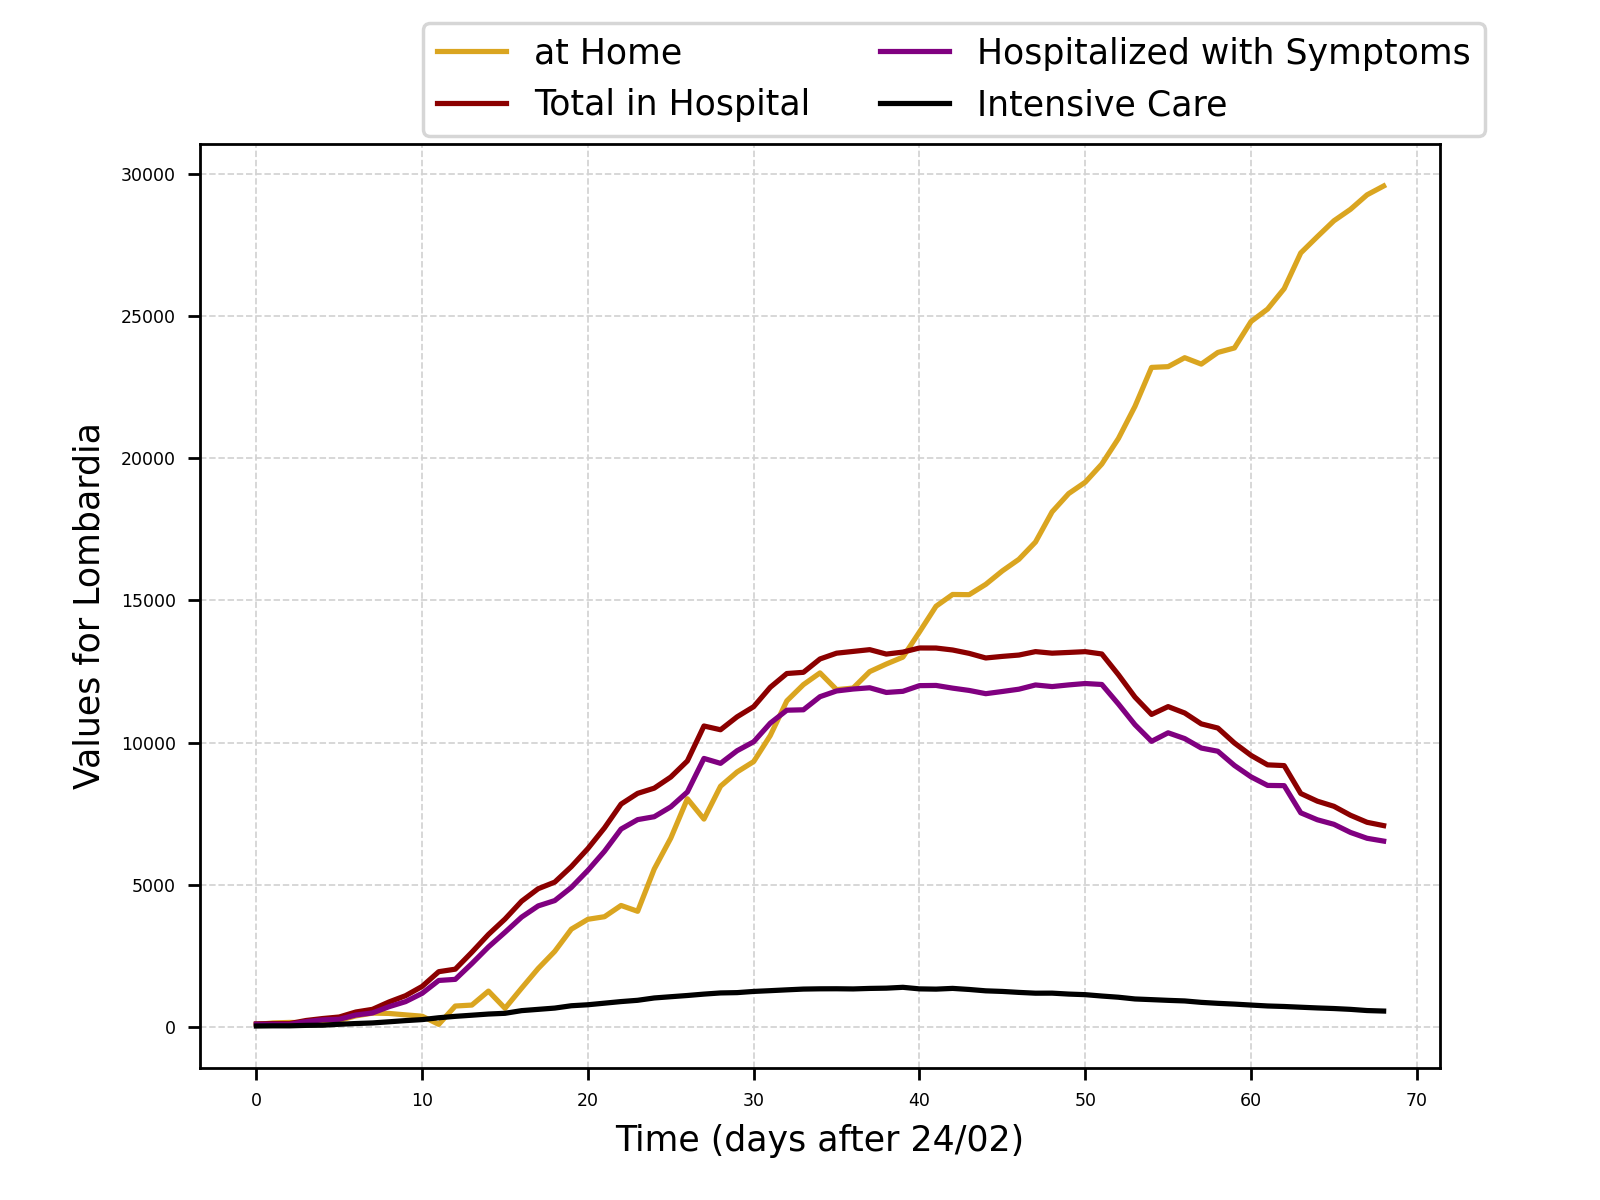 at Home
Hospitalized with Symptoms
Total in Hospital
Intensive Care
30000
25000
20000
15000
10000
5000
0
Values for Lombardia
0 10 20 30 40 50 60 70
Time (days after 24/02)